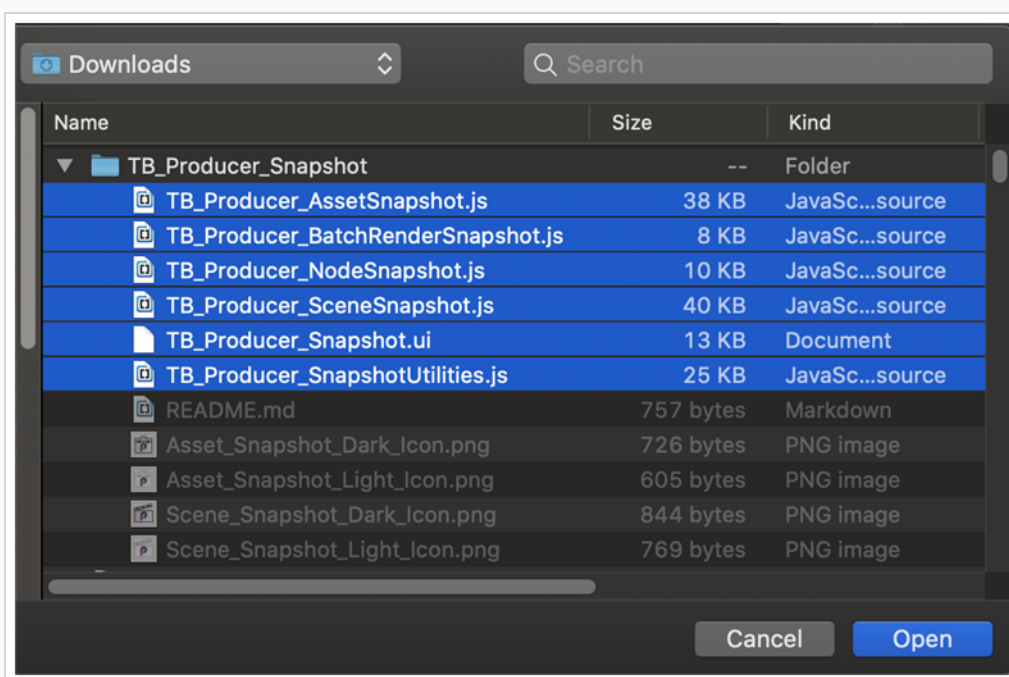 Downloads Search
Name Size Kind
TB_Producer_Snapshot -- Folder
TB_Producer_AssetSnapshot.js 38 KB JavaSc...source
TB_Producer_BatchRenderSnapshot.js 8 KB JavaSc...source
TB_Producer_NodeSnapshot.js 10 KB JavaSc...source
TB_Producer_SceneSnapshot.js 40 KB JavaSc...source
TB_Producer_Snapshot.ui 13 KB Document
TB_Producer_SnapshotUtilities.js 25 KB JavaSc...source
README.md 757 bytes Markdown
Asset_Snapshot_Dark_Icon.png 726 bytes PNG image
Asset_Snapshot_Light_Icon.png 605 bytes PNG image
Scene_Snapshot_Dark_Icon.png 844 bytes PNG image
Scene_Snapshot_Light_Icon.png 769 bytes PNG image
Cancel Open